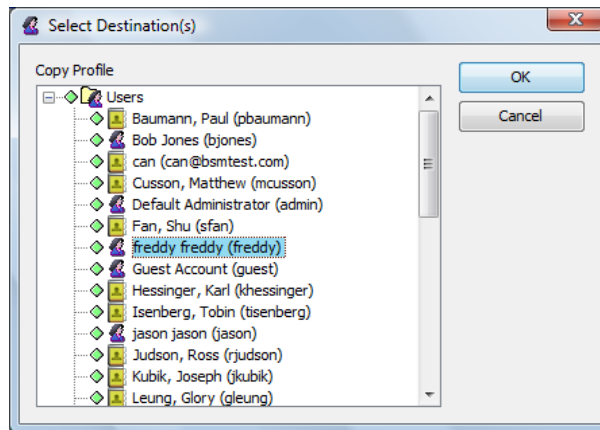 Select Destination(s)
Copy Profile
OK
Cancel
Users
Baumann, Paul (pbaumann)
Bob Jones (bjones)
can (can@bsmtest.com)
Cusson, Matthew (mcusson)
Default Administrator (admin)
Fan, Shu (sfan)
freddy freddy (freddy)
Guest Account (guest)
Hessinger, Karl (khessinger)
Isenberg, Tobin (tisenberg)
jason jason (jason)
Judson, Ross (rjudson)
Kubik, Joseph (jkubik)
Leung, Glory (gleung)